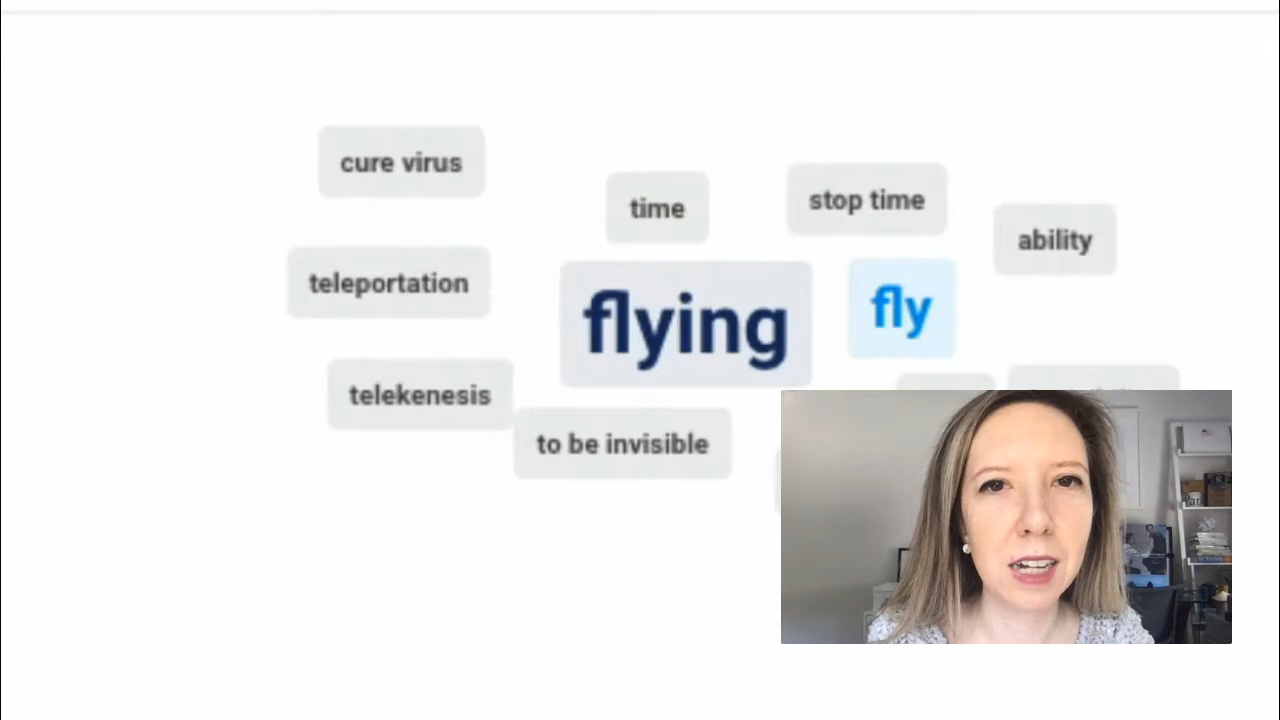 cure virus
time
stop time
ability
teleportation
flying
fly
telekenesis
to be invisible